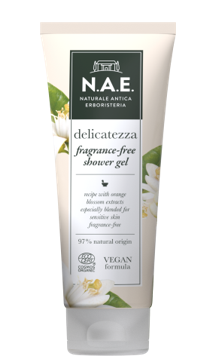 N.A.E.
NATURALE ANTICA
ERBORISTERIA
delicatezza
fragrance-free
shower gel
recipe with orange
blossom extracts
especially blended for
sensitive skin
fragrance-free
97% natural origin
COSMOS
ORGANIC
VEGAN
formula